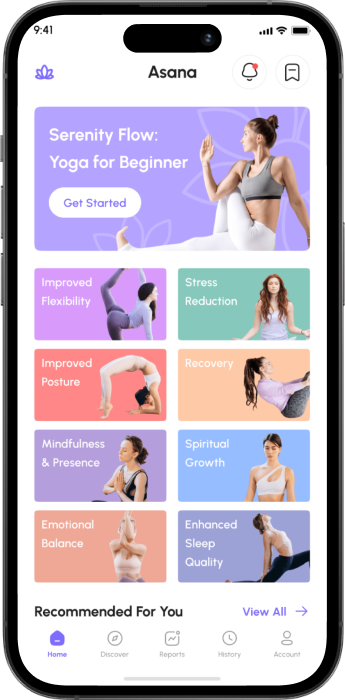 9:41
Asana
Serenity Flow:
Yoga for Beginner
Get Started
Improved
Flexibility
Stress
Reduction
Improved
Posture
Recovery
Mindfulness
& Presence
Spiritual
Growth
Emotional
Balance
Enhanced
Sleep
Quality
Recommended For You
View All
Home
Discover
Reports
History
Account